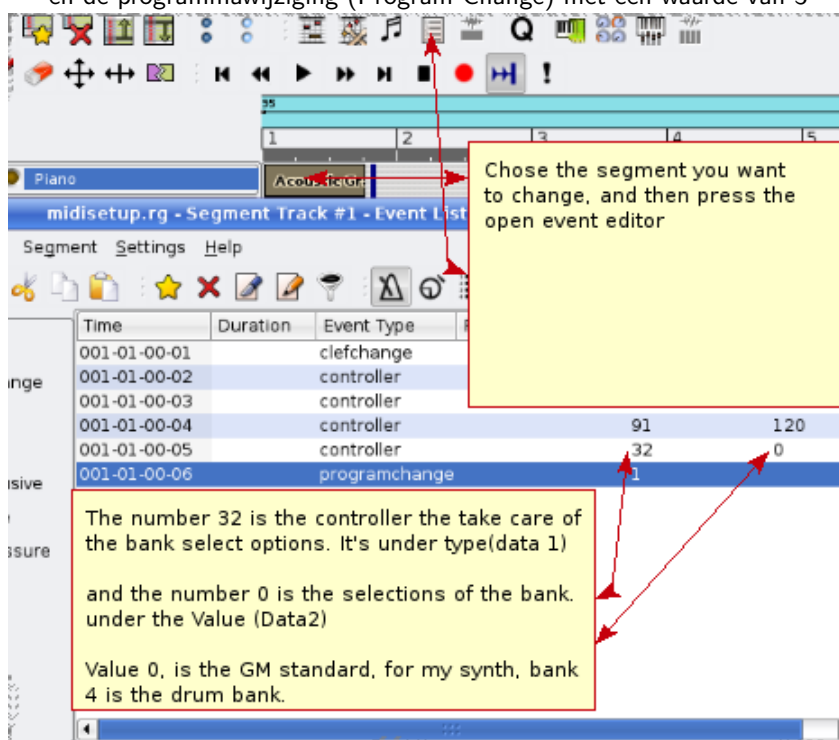 en de programmawijziging (Program Change) met een waarde van 5
Q
!
1 2 3 4 5
Piano
Acoustic Gr
midisetup.rg - Segment Track #1 - Event List
Segment Settings Help
Chose the segment you want
to change, and then press the
open event editor
Time Duration Event Type
001-01-00-01 clefchange
001-01-00-02 controller
001-01-00-03 controller
001-01-00-04 controller 91 120
001-01-00-05 controller 32 0
001-01-00-06 programchange 1
The number 32 is the controller the take care of
the bank select options. It's under type(data 1)
and the number 0 is the selections of the bank.
under the Value (Data2)
Value 0, is the GM standard, for my synth, bank
4 is the drum bank.